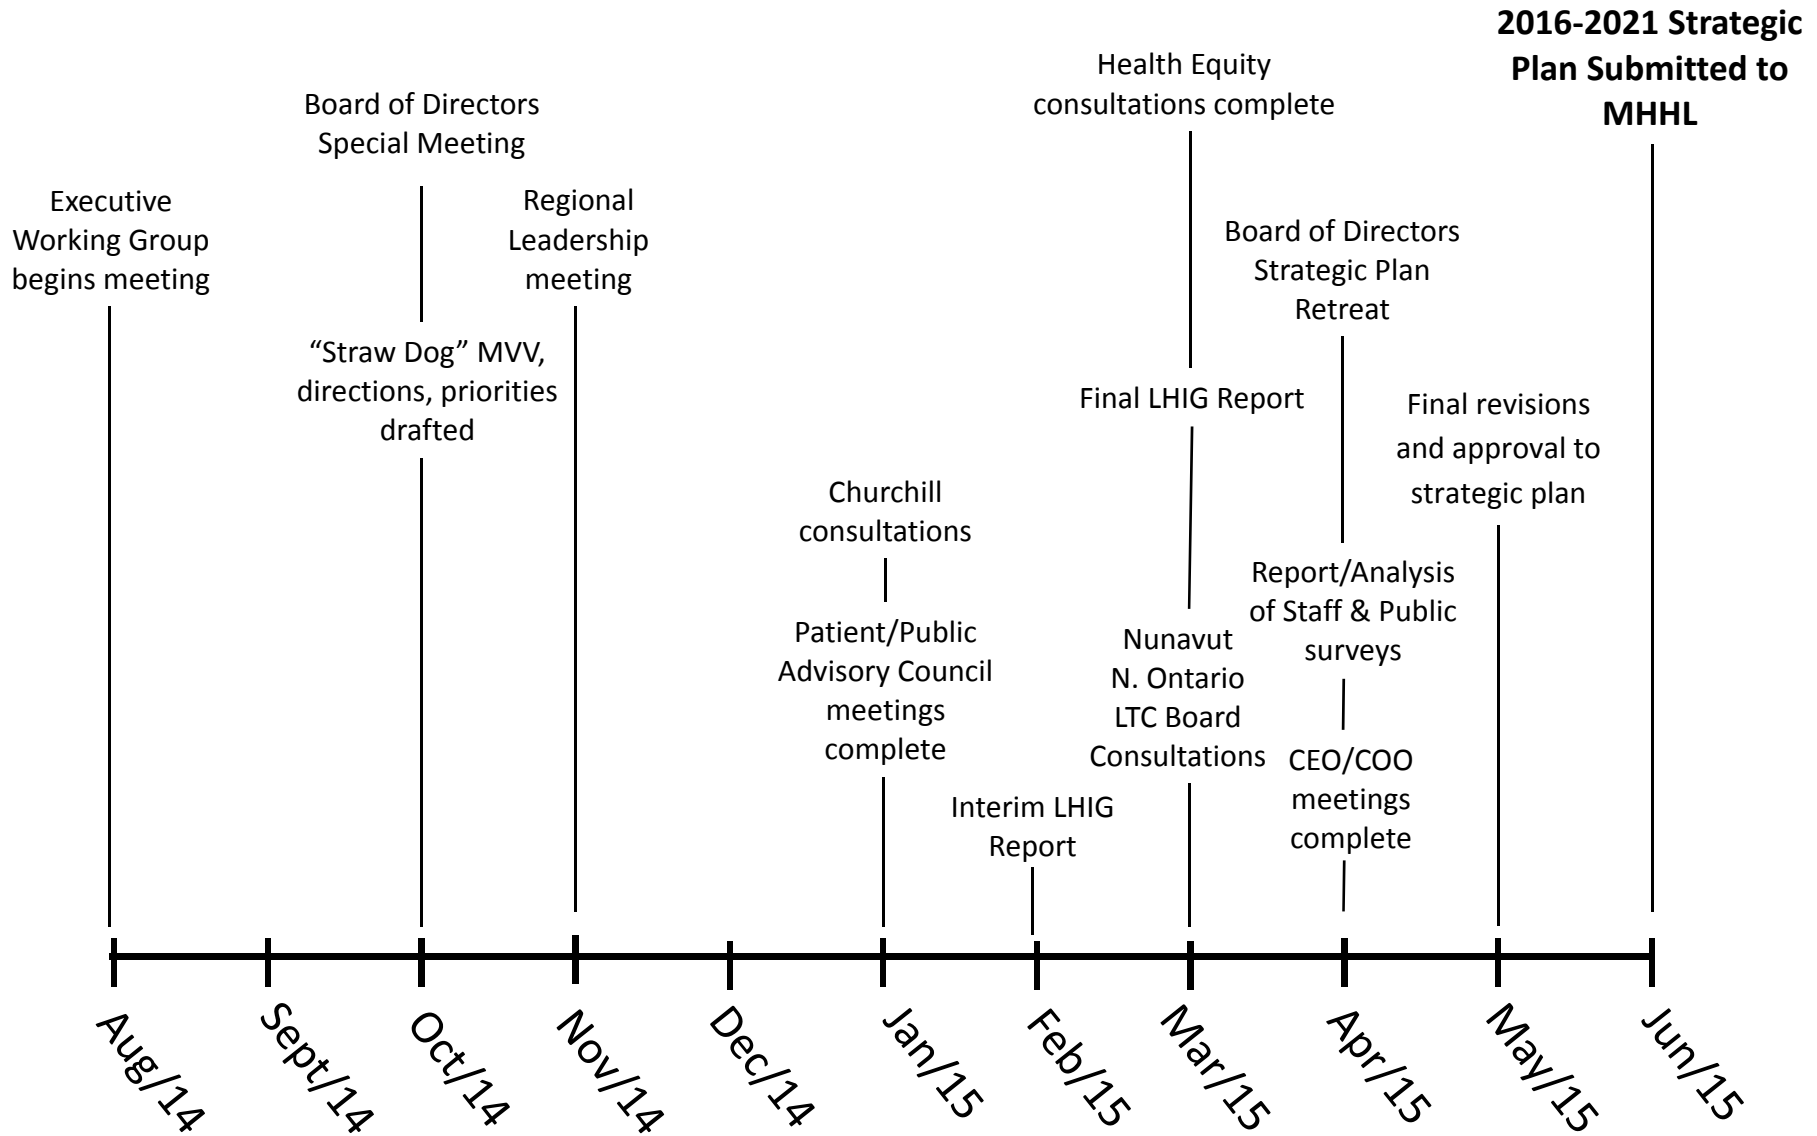 2016-2021 Strategic
Plan Submitted to
MHHL
Health Equity
consultations complete
Board of Directors
Special Meeting
Executive
Working Group
begins meeting
Regional
Leadership
meeting
Board of Directors
Strategic Plan
Retreat
“Straw Dog” MVV,
directions, priorities
drafted
Final LHIG Report
Final revisions
and approval to
strategic plan
Churchill
consultations
Report/Analysis
of Staff & Public
surveys
Patient/Public
Advisory Council
meetings
complete
Nunavut
N. Ontario
LTC Board
Consultations
CEO/COO
meetings
complete
Interim LHIG
Report
Aug/14
Sept/14
Oct/14
Nov/14
Dec/14
Jan/15
Feb/15
Mar/15
Apr/15
May/15
Jun/15